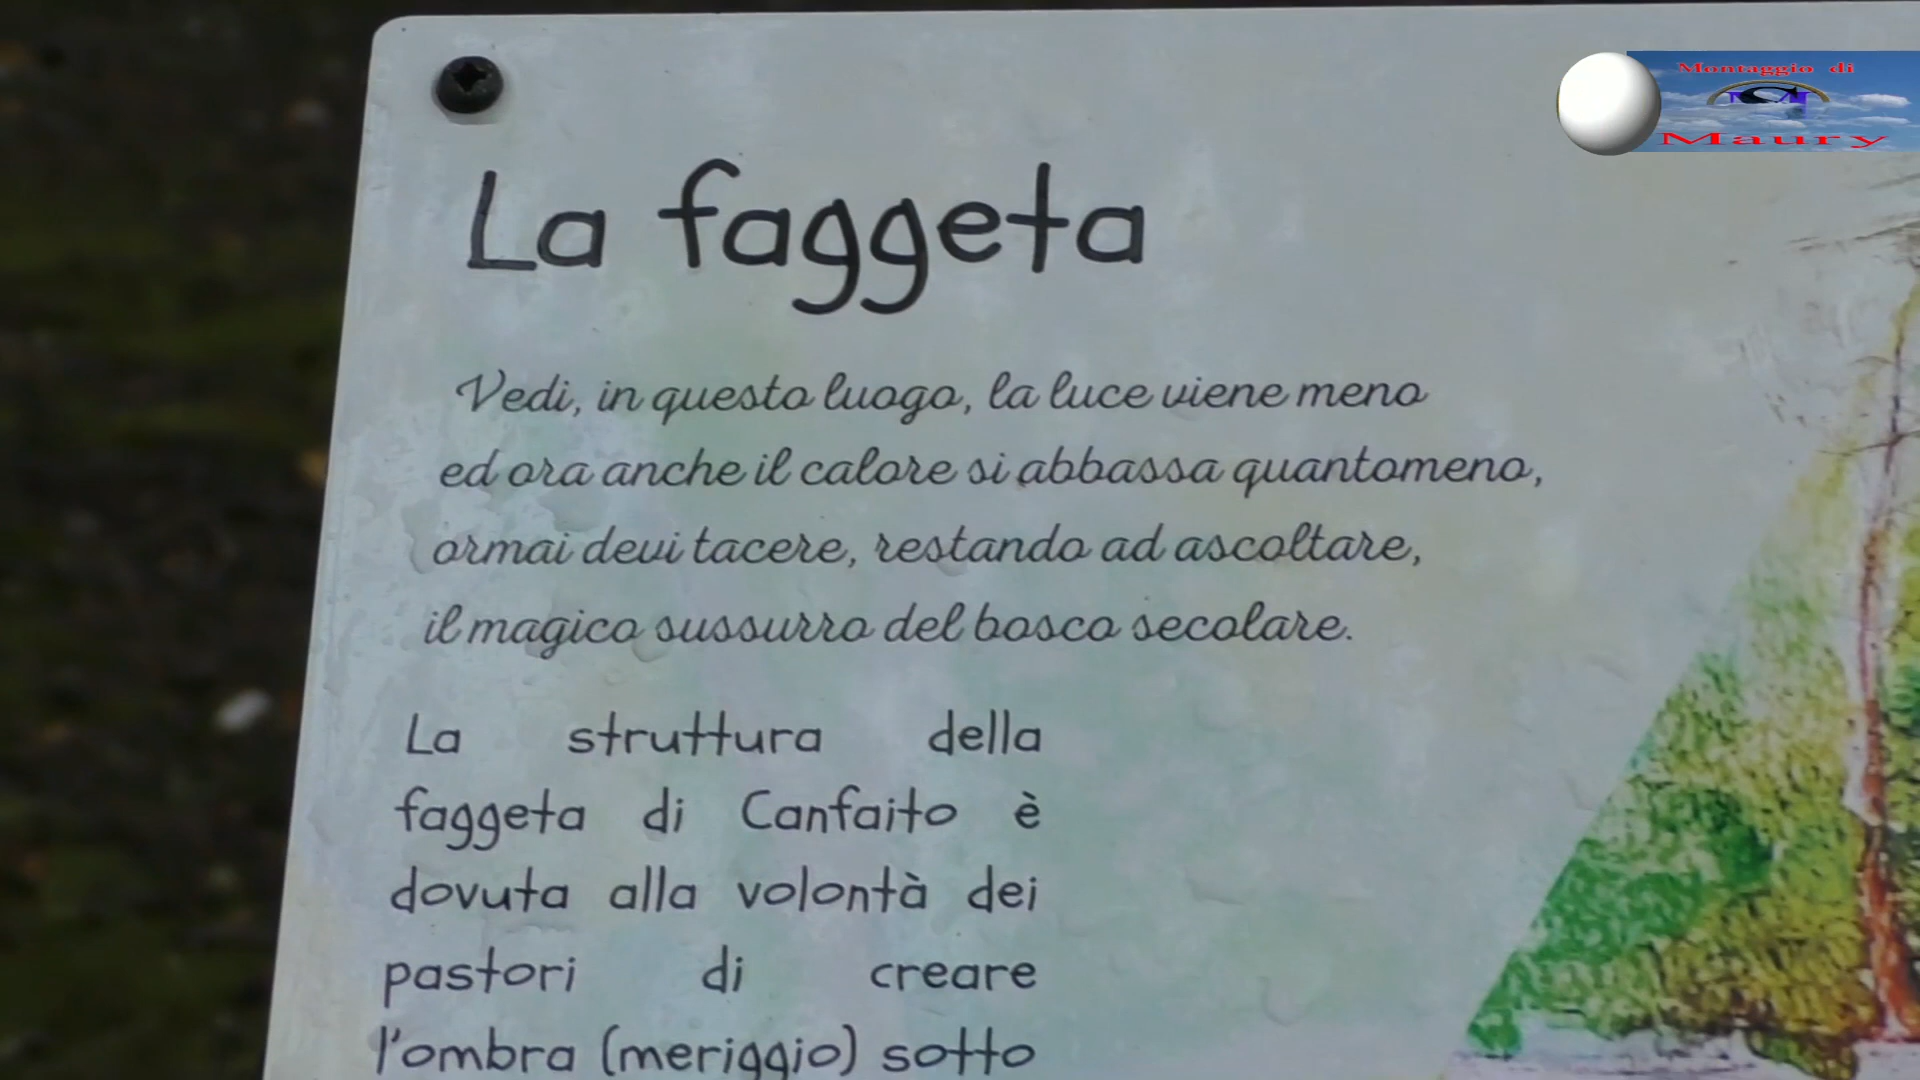 Montaggio di
Maury
La faggeta
Vedi, in questo luogo, la luce viene meno
ed ora anche il calore si abbassa quantomeno,
ormai devi tacere, restando ad ascoltare,
il magico sussurro del bosco secolare.
La struttura della
faggeta di Canfaito è
dovuta alla volontà dei
pastori di creare
l'ombra (meriggio) sotto